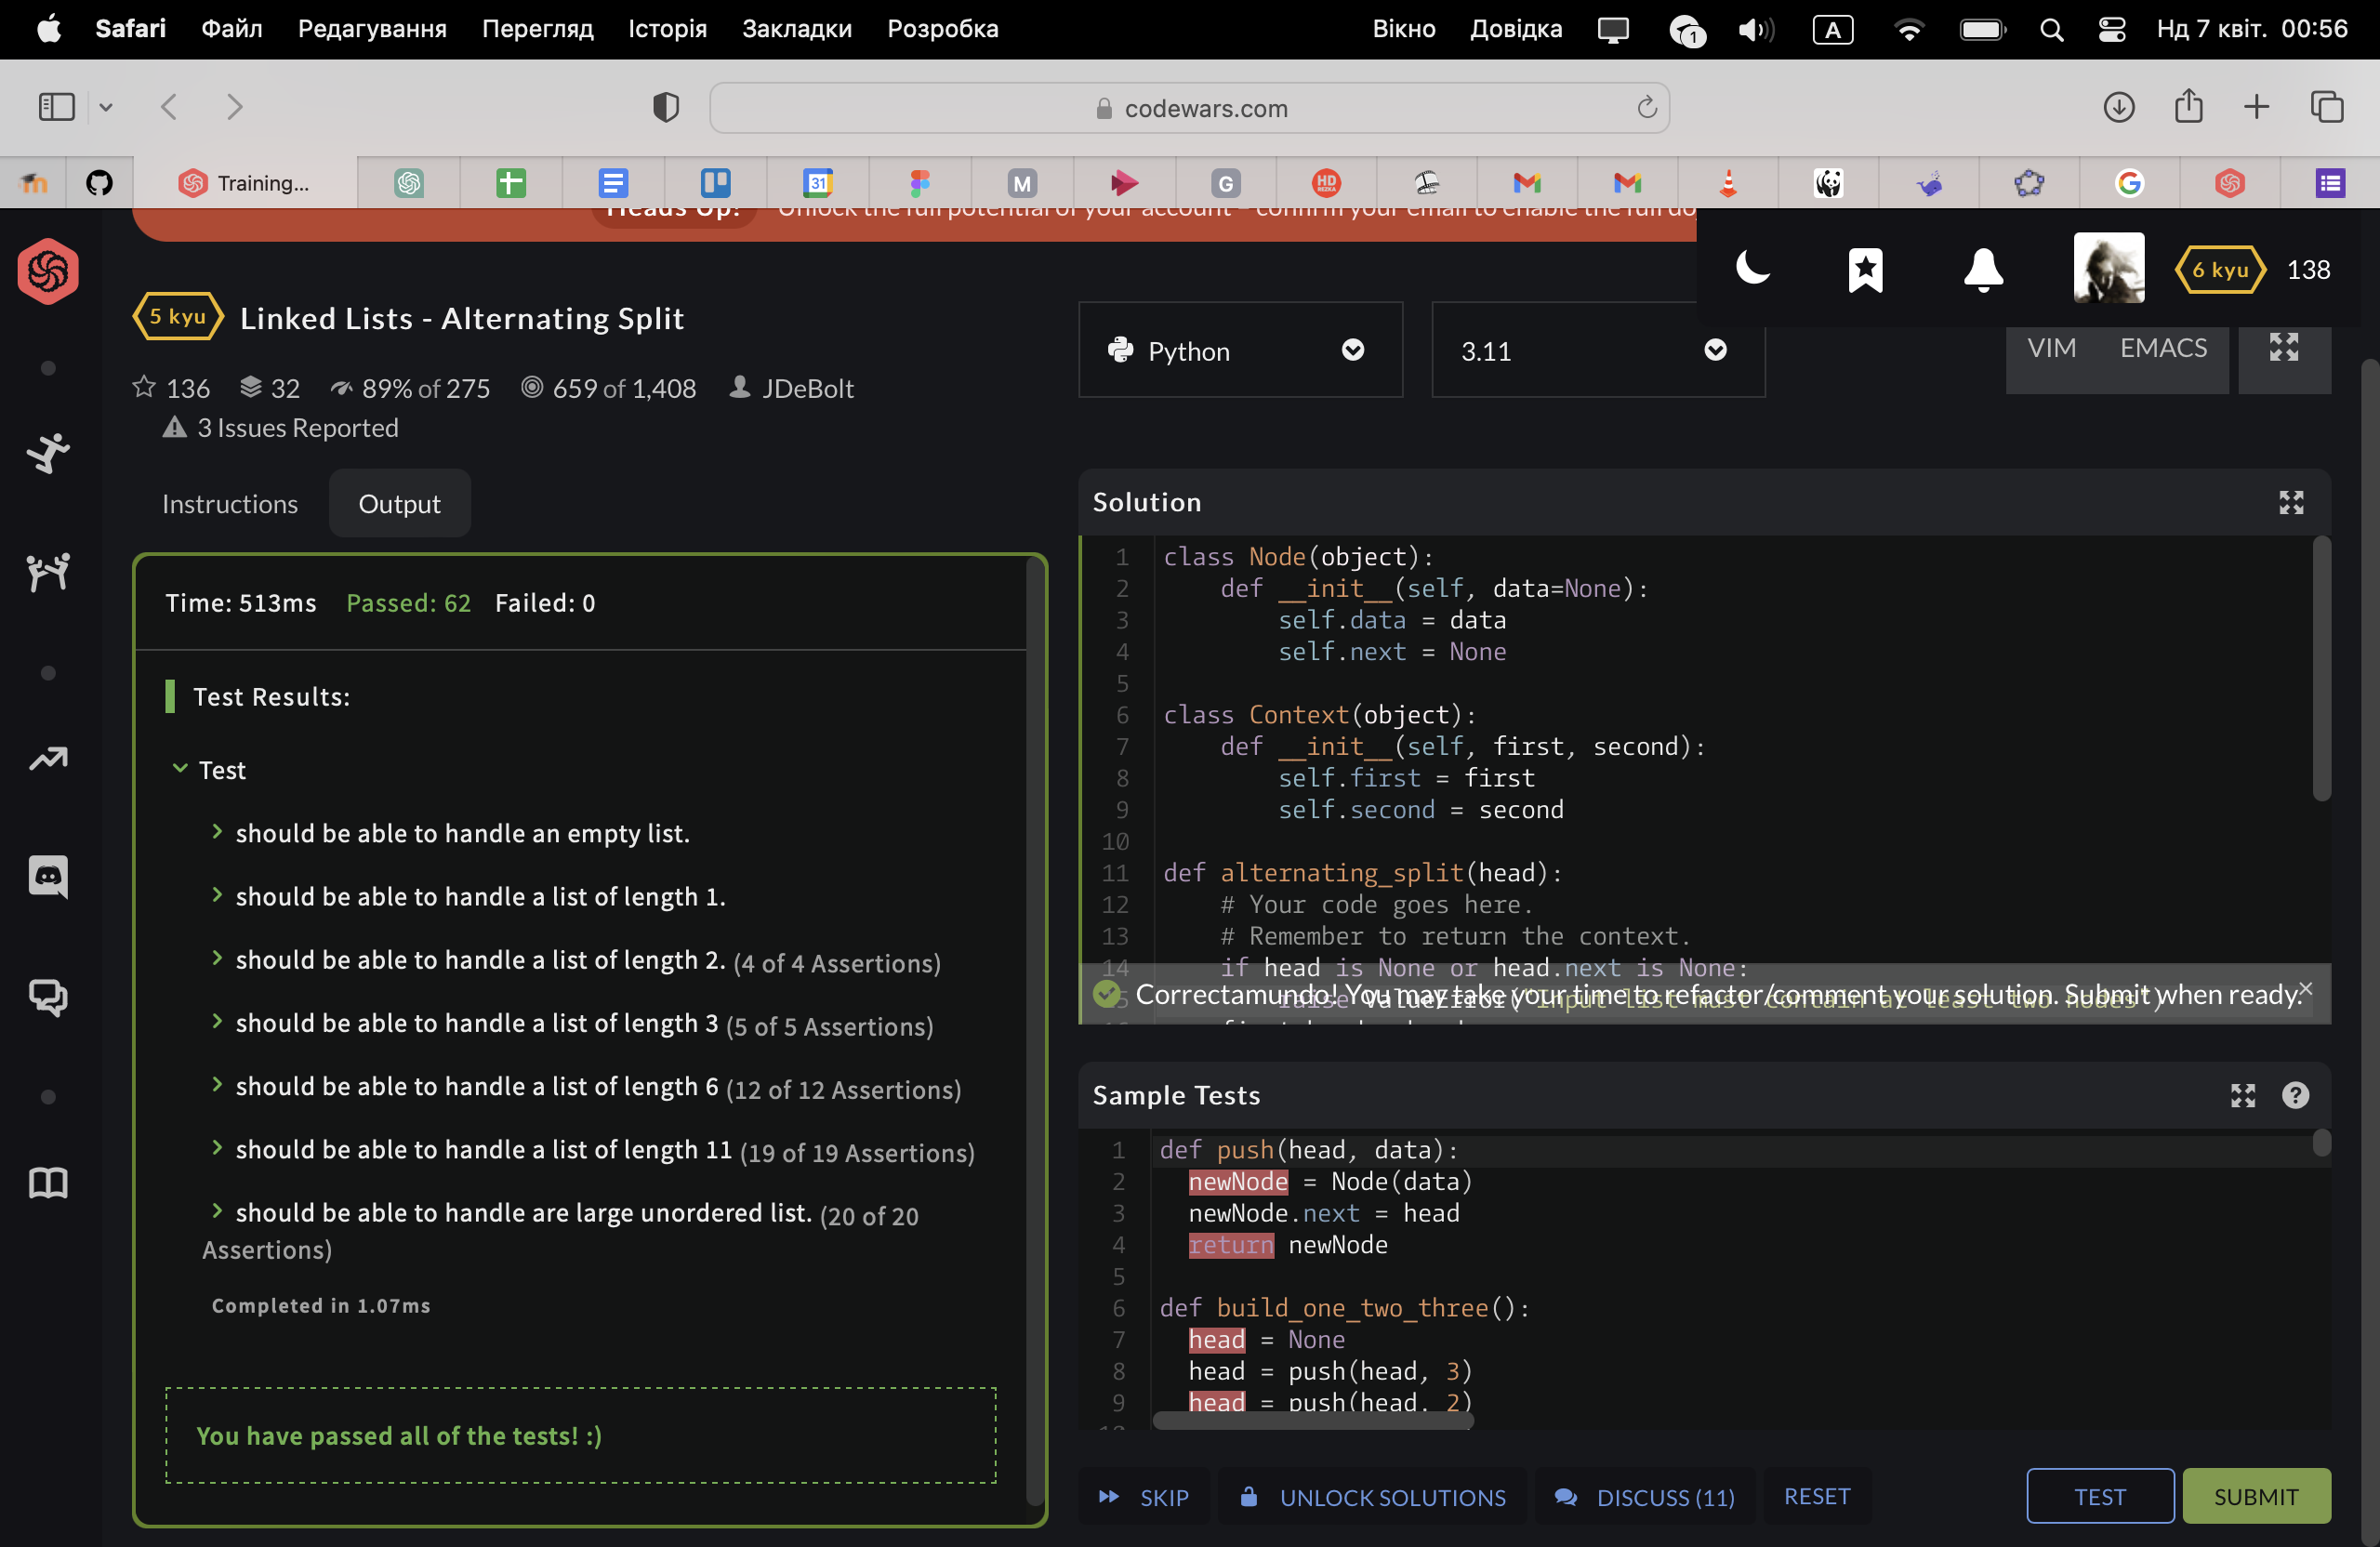 Safari Файл Редагування Перегляд Історія Закладки Розробка Вікно Довідка 1 A Нд 7 квіт. 00:56
codewars.com
Training... 31 M G HD REZKA
Heads Up! Unlock the full potential of your account – confirm your email to enable the full do
6 kyu 138
5 kyu Linked Lists - Alternating Split
136 32 89% of 275 659 of 1,408 JDeBolt
3 Issues Reported
Python 3.11 VIM EMACS
Instructions Output
Time: 513ms Passed: 62 Failed: 0
Test Results:
Test
should be able to handle an empty list.
should be able to handle a list of length 1.
should be able to handle a list of length 2. (4 of 4 Assertions)
should be able to handle a list of length 3 (5 of 5 Assertions)
should be able to handle a list of length 6 (12 of 12 Assertions)
should be able to handle a list of length 11 (19 of 19 Assertions)
should be able to handle are large unordered list. (20 of 20
Assertions)
Completed in 1.07ms
You have passed all of the tests! :)
Solution
1 class Node(object):
2 def __init__(self, data=None):
3 self.data = data
4 self.next = None
5
6 class Context(object):
7 def __init__(self, first, second):
8 self.first = first
9 self.second = second
10
11 def alternating_split(head):
12 # Your code goes here.
13 # Remember to return the context.
14 if head is None or head.next is None:
raise ValueError("Input list must contain at least two nodes")
Correctamundo! You may take your time to refactor/comment your solution. Submit when ready.
Sample Tests
1 def push(head, data):
2 newNode = Node(data)
3 newNode.next = head
4 return newNode
5
6 def build_one_two_three():
7 head = None
8 head = push(head, 3)
9 head = push(head, 2)
SKIP UNLOCK SOLUTIONS DISCUSS (11) RESET TEST SUBMIT